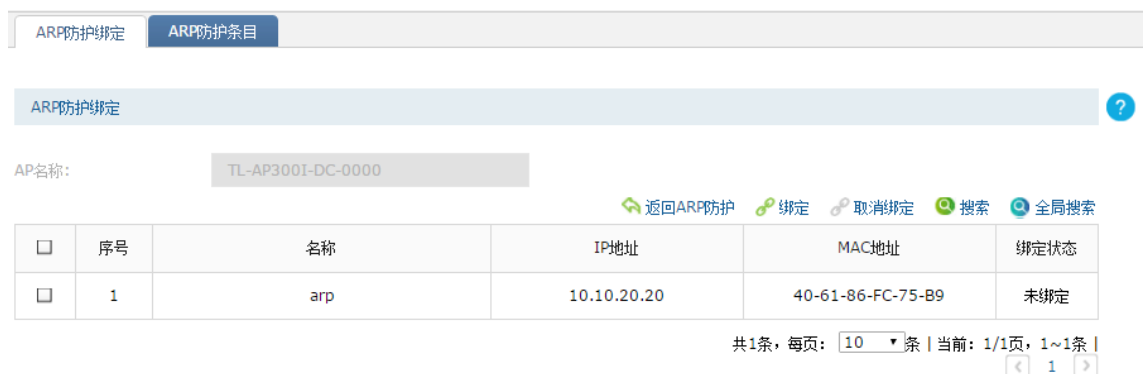 ARP防护绑定 ARP防护条目
ARP防护绑定 ?
AP名称: TL-AP300I-DC-0000
返回ARP防护 绑定 取消绑定 搜索 全局搜索
序号 名称 IP地址 MAC地址 绑定状态
1 arp 10.10.20.20 40-61-86-FC-75-B9 未绑定
共1条，每页: 10 条 | 当前: 1/1页，1~1条 |
< 1 >